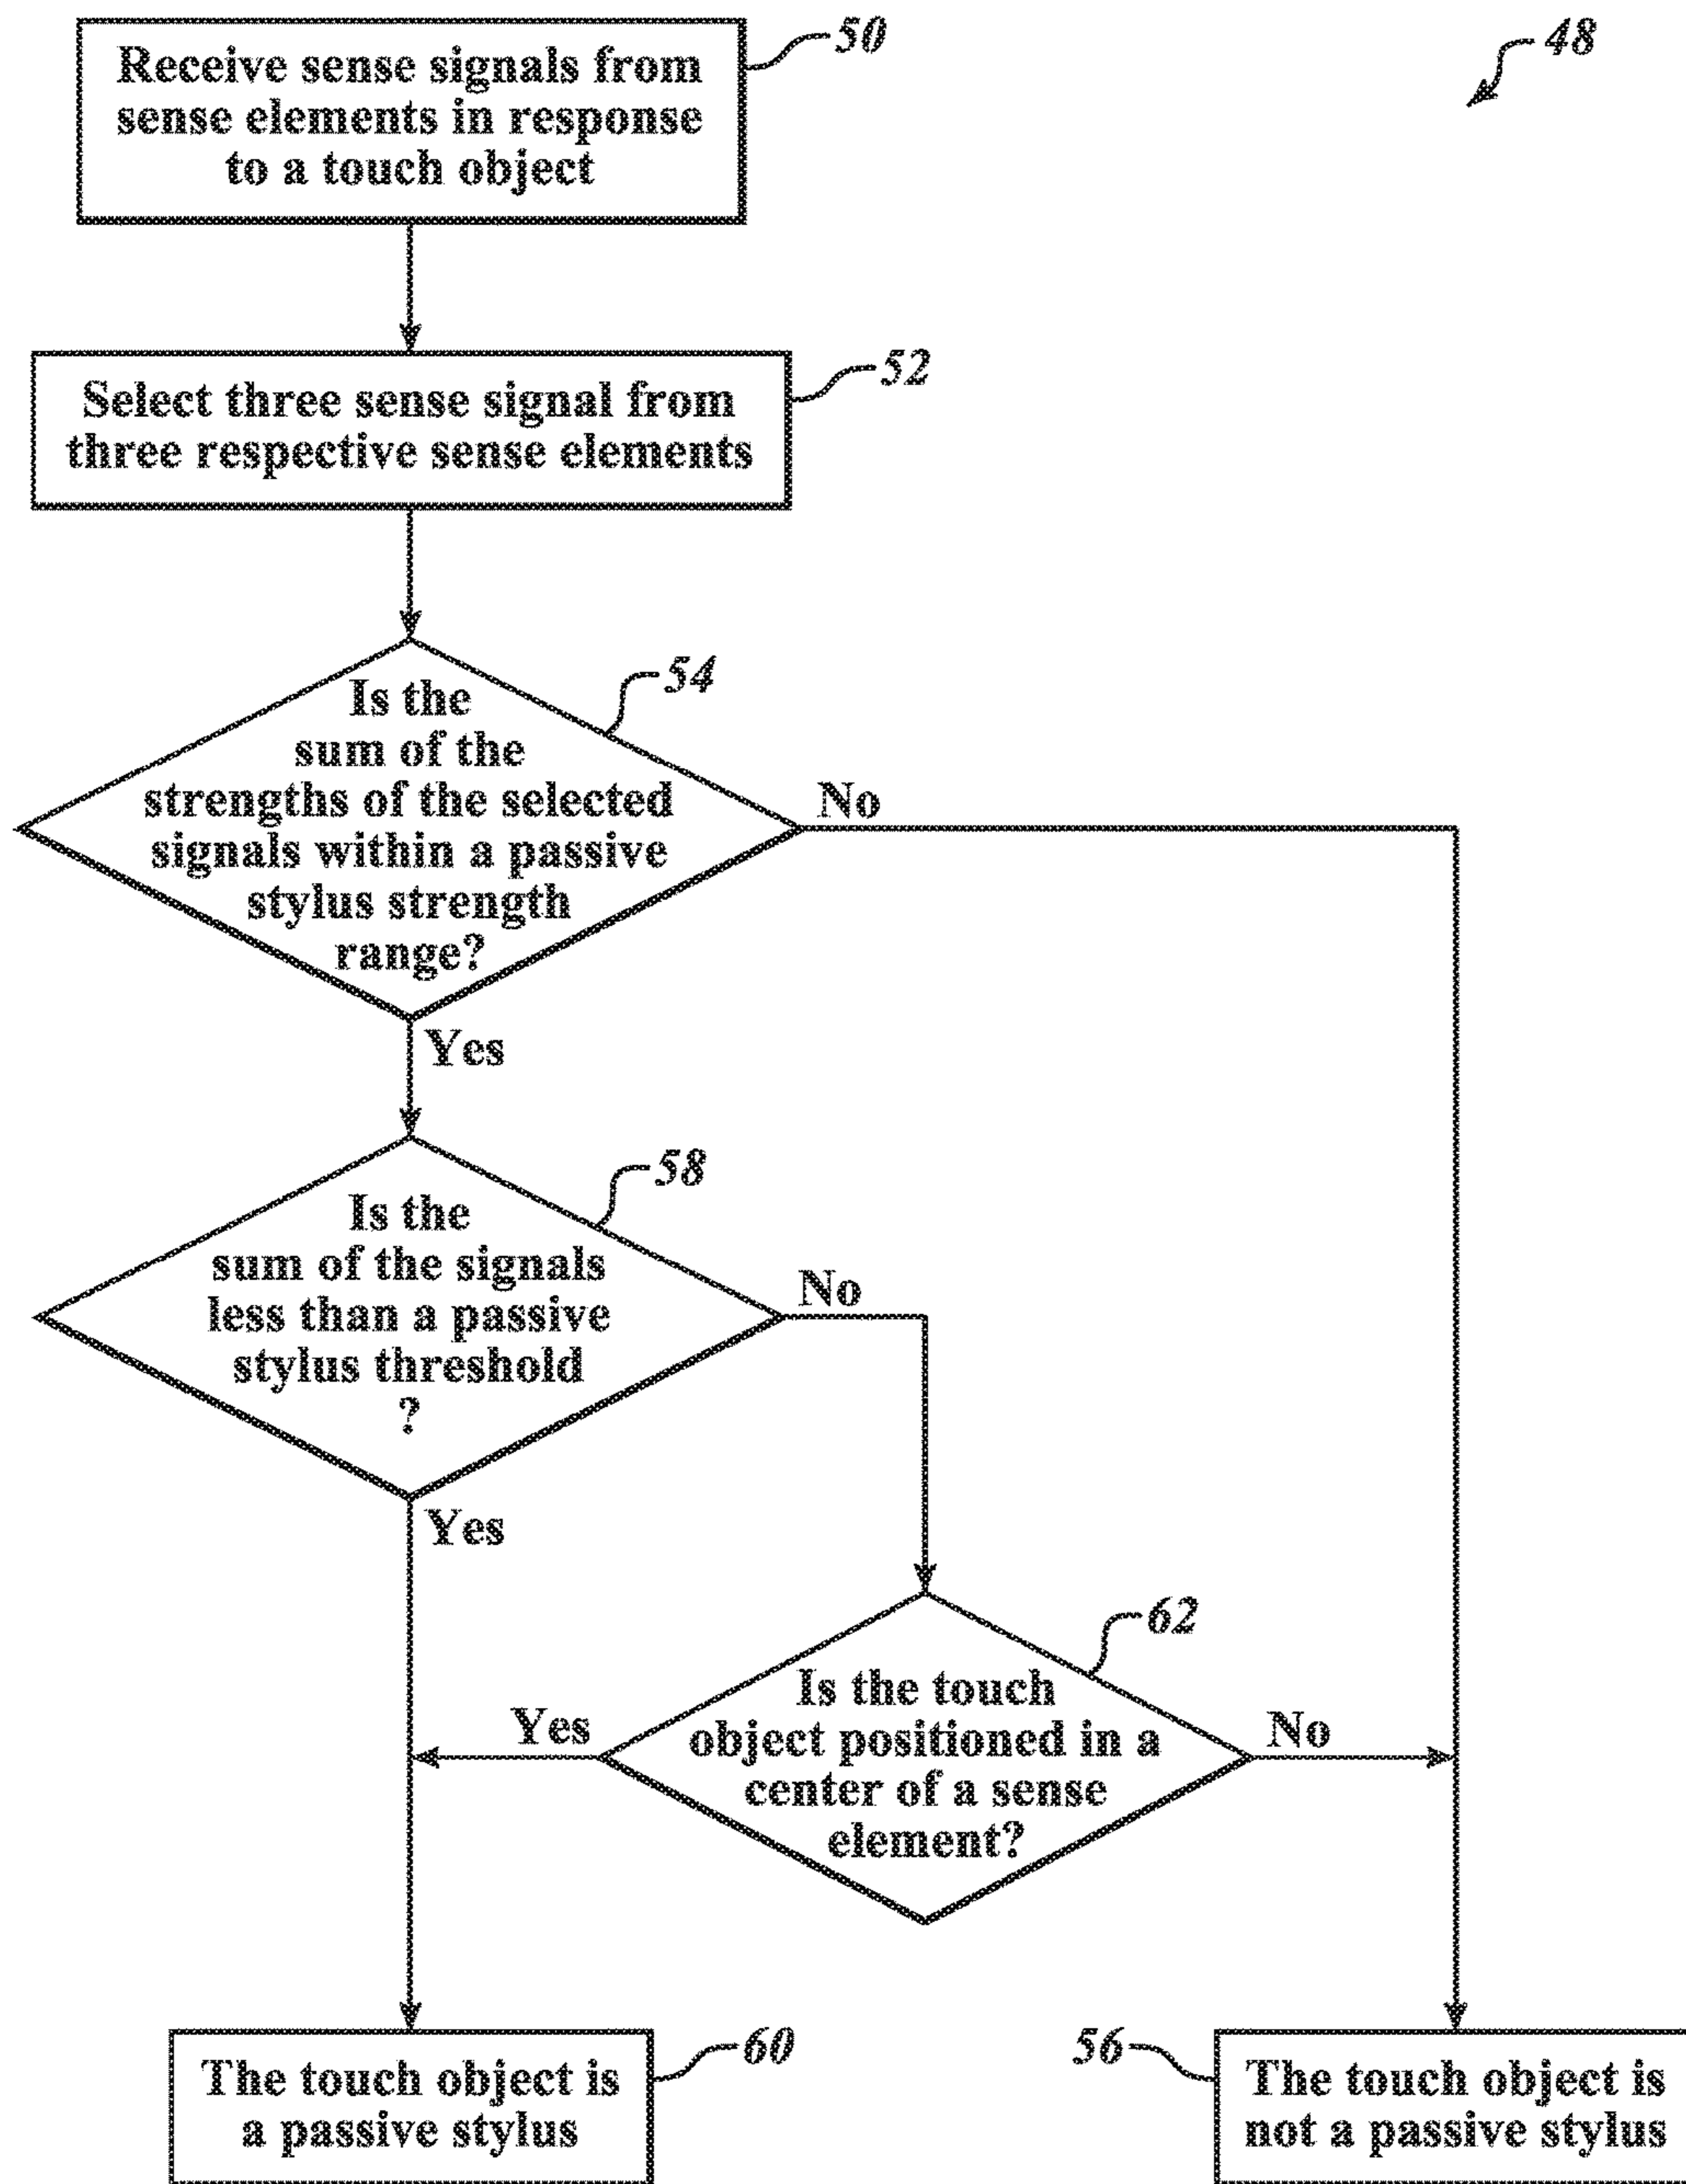 48
50
Receive sense signals from
sense elements in response
to a touch object
52
Select three sense signal from
three respective sense elements
54
Is the
sum of the
strengths of the selected
signals within a passive
stylus strength
range?
No
Yes
58
Is the
sum of the signals
less than a passive
stylus threshold
?
No
Yes
62
Is the touch
object positioned in a
center of a sense
element?
Yes
No
60
The touch object is
a passive stylus
56
The touch object is
not a passive stylus